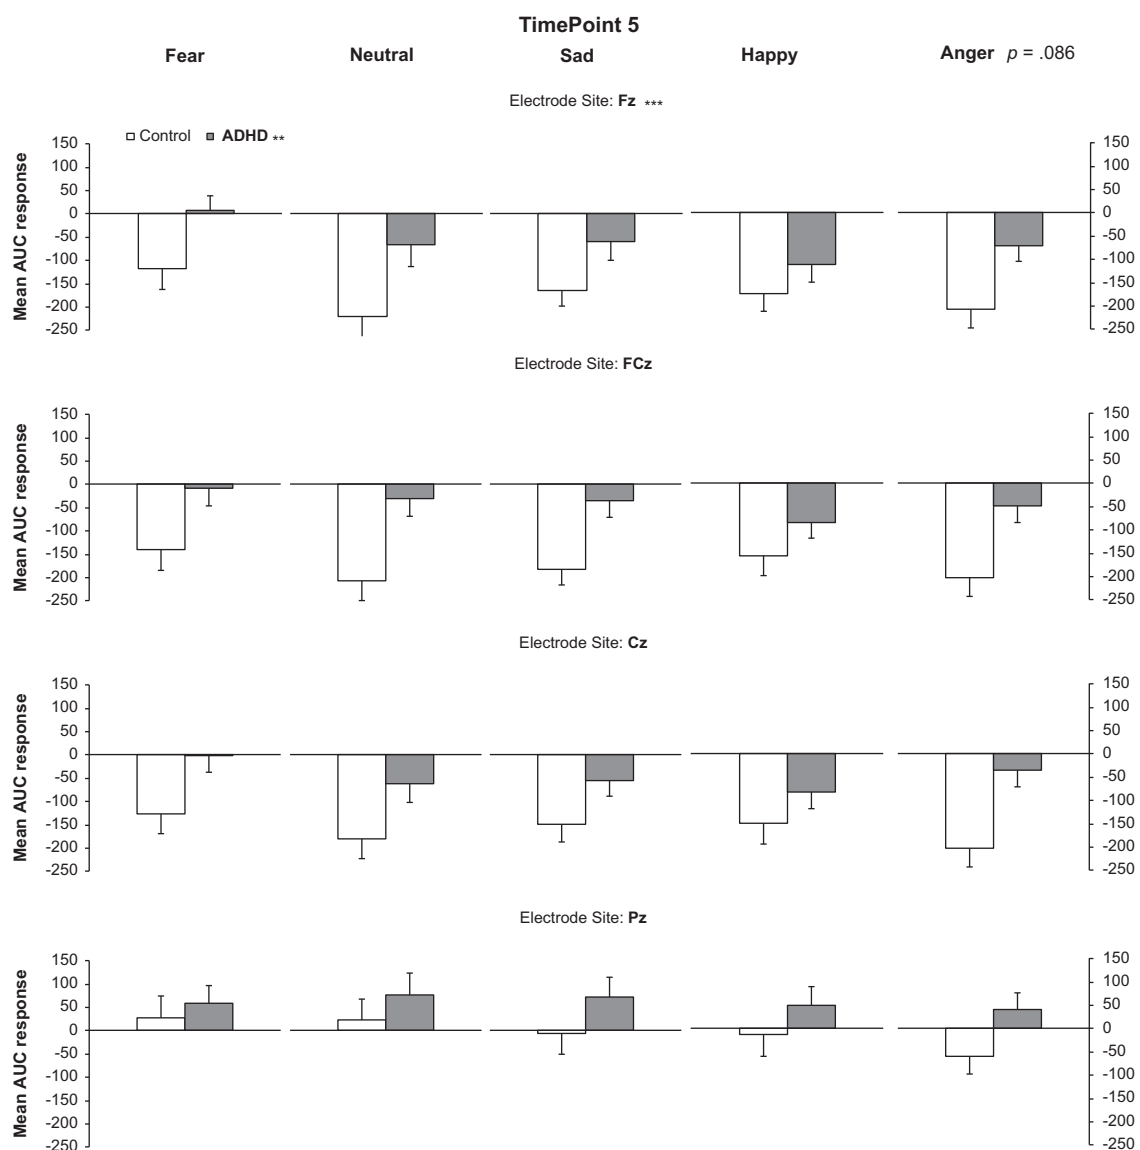 TimePoint 5
Fear Neutral Sad Happy Anger p = .086
Electrode Site: Fz ***
Control ADHD **
Mean AUC response
150 100 50 0 -50 -100 -150 -200 -250
150 100 50 0 -50 -100 -150 -200 -250
Electrode Site: FCz
Mean AUC response
150 100 50 0 -50 -100 -150 -200 -250
150 100 50 0 -50 -100 -150 -200 -250
Electrode Site: Cz
Mean AUC response
150 100 50 0 -50 -100 -150 -200 -250
150 100 50 0 -50 -100 -150 -200 -250
Electrode Site: Pz
Mean AUC response
150 100 50 0 -50 -100 -150 -200 -250
150 100 50 0 -50 -100 -150 -200 -250